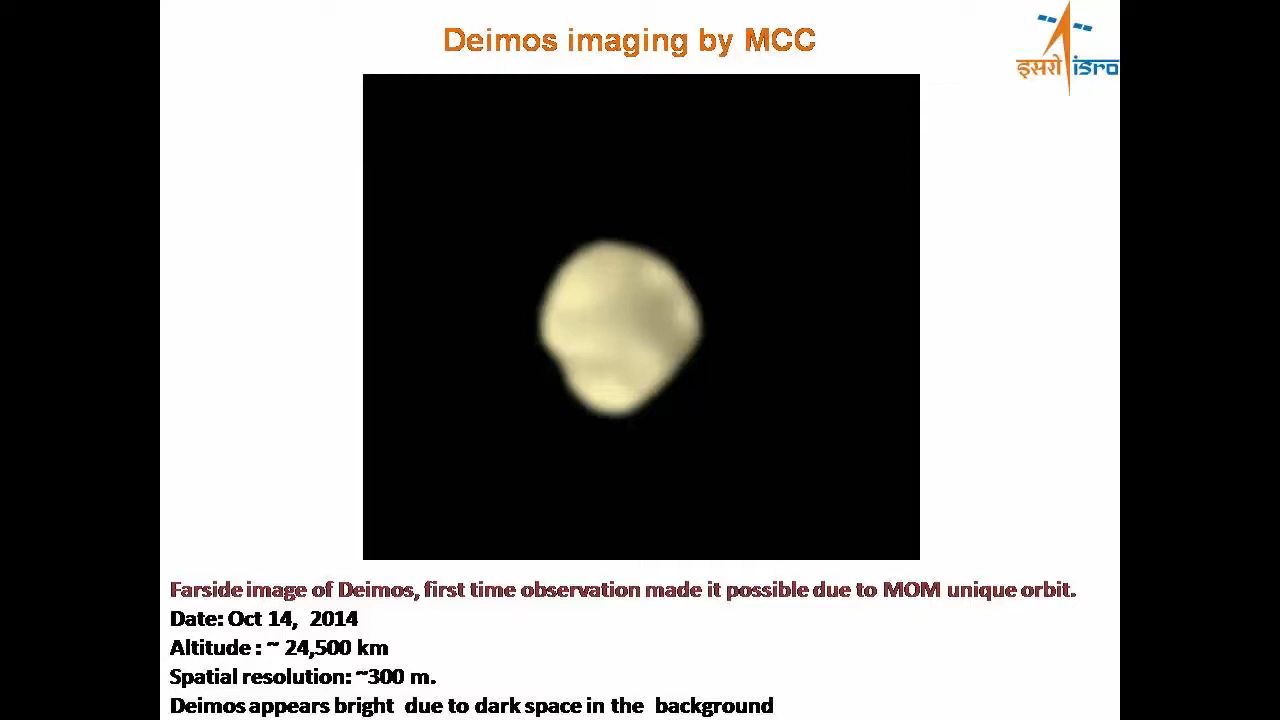 Deimos imaging by MCC
इसरो isro
Farside image of Deimos, first time observation made it possible due to MOM unique orbit.
Date: Oct 14, 2014
Altitude : ~ 24,500 km
Spatial resolution: ~300 m.
Deimos appears bright due to dark space in the background